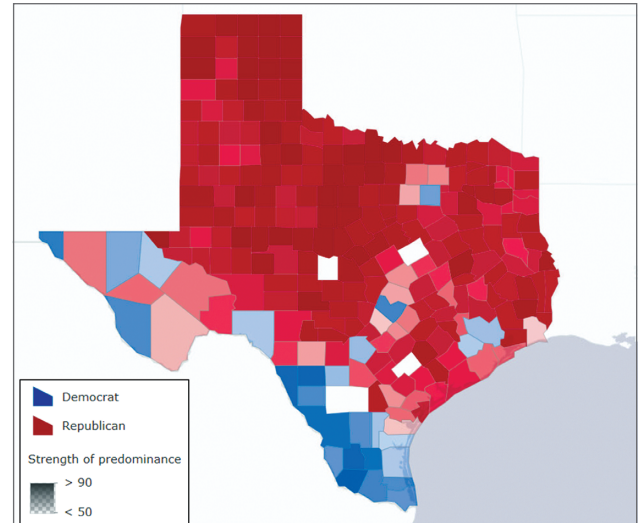 Democrat
Republican
Strength of predominance
> 90
< 50